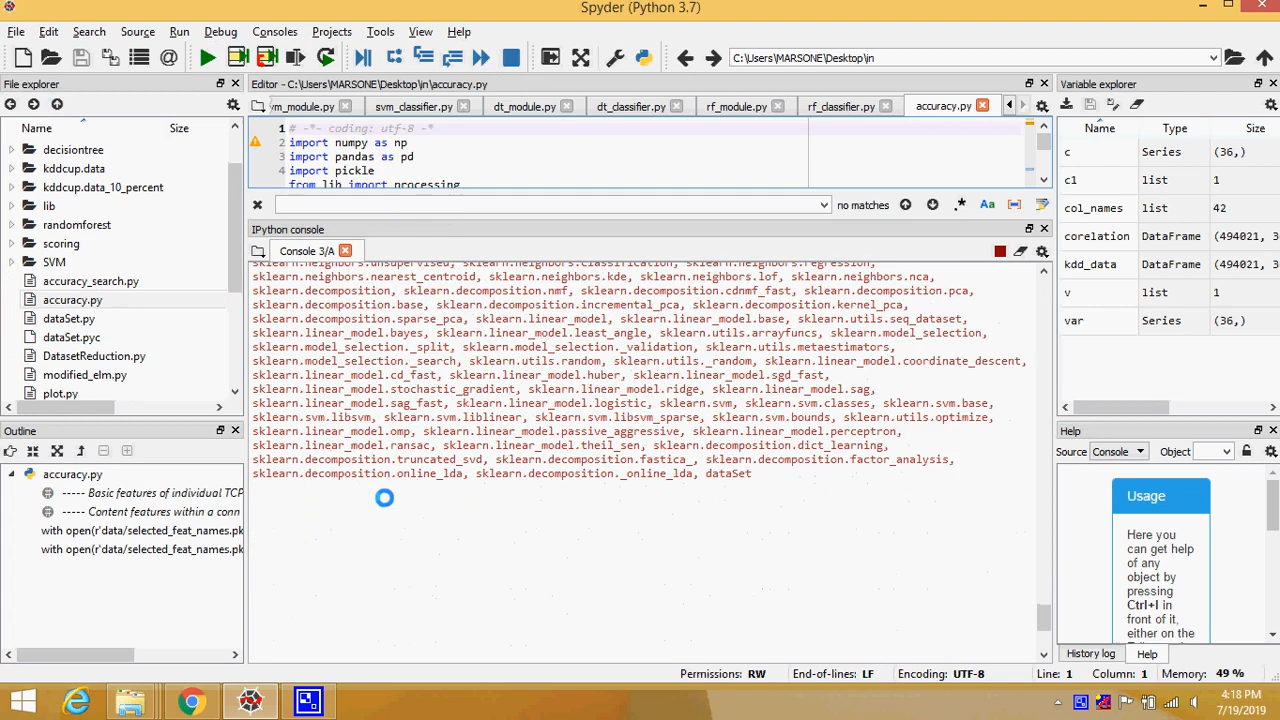 Spyder (Python 3.7)
File Edit Search Source Run Debug Consoles Projects Tools View Help
C:\Users\MARSONE\Desktop\in
File explorer
Editor - C:\Users\MARSONE\Desktop\in\accuracy.py
Variable explorer
vm_module.py svm_classifier.py dt_module.py dt_classifier.py rf_module.py rf_classifier.py accuracy.py
Name Size
decisiontree
kddcup.data
kddcup.data_10_percent
lib
randomforest
scoring
SVM
accuracy_search.py
accuracy.py
dataSet.py
dataSet.pyc
DatasetReduction.py
modified_elm.py
plot.py
1 # -*- coding: utf-8 -*
2 import numpy as np
3 import pandas as pd
4 import pickle
from lib import processing
no matches
Aa
IPython console
Console 3/A
sklearn.neighbors.unsupervised, sklearn.neighbors.classification, sklearn.neighbors.regression,
sklearn.neighbors.nearest_centroid, sklearn.neighbors.kde, sklearn.neighbors.lof, sklearn.neighbors.nca,
sklearn.decomposition, sklearn.decomposition.nmf, sklearn.decomposition.cdnmf_fast, sklearn.decomposition.pca,
sklearn.decomposition.base, sklearn.decomposition.incremental_pca, sklearn.decomposition.kernel_pca,
sklearn.decomposition.sparse_pca, sklearn.linear_model, sklearn.linear_model.base, sklearn.utils.seq_dataset,
sklearn.linear_model.bayes, sklearn.linear_model.least_angle, sklearn.utils.arrayfuncs, sklearn.model_selection,
sklearn.model_selection._split, sklearn.model_selection._validation, sklearn.utils.metaestimators,
sklearn.model_selection._search, sklearn.utils.random, sklearn.utils._random, sklearn.linear_model.coordinate_descent,
sklearn.linear_model.cd_fast, sklearn.linear_model.huber, sklearn.linear_model.sgd_fast,
sklearn.linear_model.stochastic_gradient, sklearn.linear_model.ridge, sklearn.linear_model.sag,
sklearn.linear_model.sag_fast, sklearn.linear_model.logistic, sklearn.svm, sklearn.svm.classes, sklearn.svm.base,
sklearn.svm.libsvm, sklearn.svm.liblinear, sklearn.svm.libsvm_sparse, sklearn.svm.bounds, sklearn.utils.optimize,
sklearn.linear_model.omp, sklearn.linear_model.passive_aggressive, sklearn.linear_model.perceptron,
sklearn.linear_model.ransac, sklearn.linear_model.theil_sen, sklearn.decomposition.dict_learning,
sklearn.decomposition.truncated_svd, sklearn.decomposition.fastica_, sklearn.decomposition.factor_analysis,
sklearn.decomposition.online_lda, sklearn.decomposition._online_lda, dataSet
Name Type Size
c Series (36,)
c1 list 1
col_names list 42
corelation DataFrame (494021, 3
kdd_data DataFrame (494021, 3
v list 1
var Series (36,)
Outline
accuracy.py
----- Basic features of individual TCP
----- Content features within a conn
with open(r'data/selected_feat_names.pk
with open(r'data/selected_feat_names.pk
Help
Source Console Object
Usage
Here you
can get help
of any
object by
pressing
Ctrl+I in
front of it,
either on the
History log Help
Permissions: RW End-of-lines: LF Encoding: UTF-8 Line: 1 Column: 1 Memory: 49 %
4:18 PM
7/19/2019